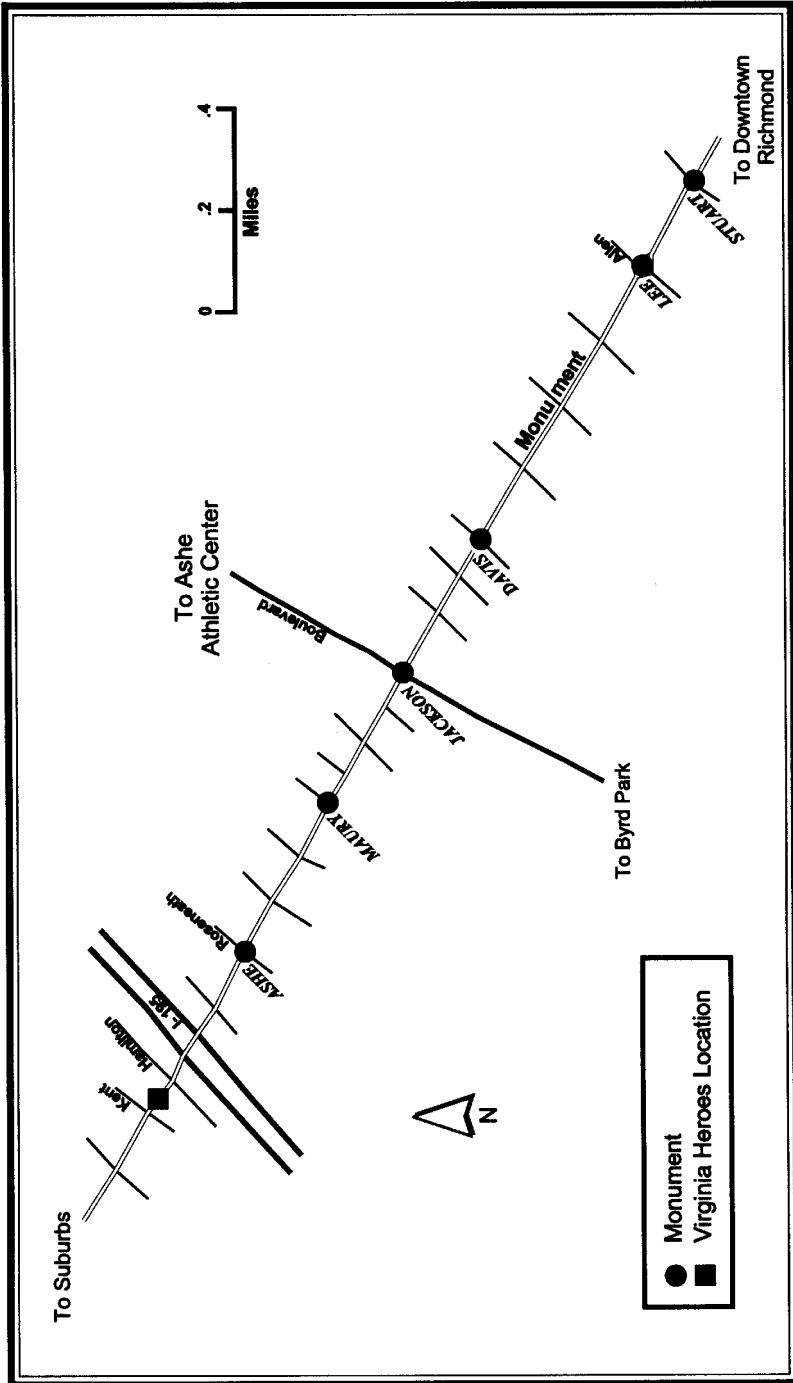 To Suburbs
Kent
Hamilton
I-195
Roseneath
ASHE
MAURY
To Ashe
Athletic Center
Boulevard
JACKSON
To Byrd Park
DAVIS
Monument
Allen
LEE
STUART
To Downtown
Richmond
0 .2 .4
Miles
N
Monument
Virginia Heroes Location